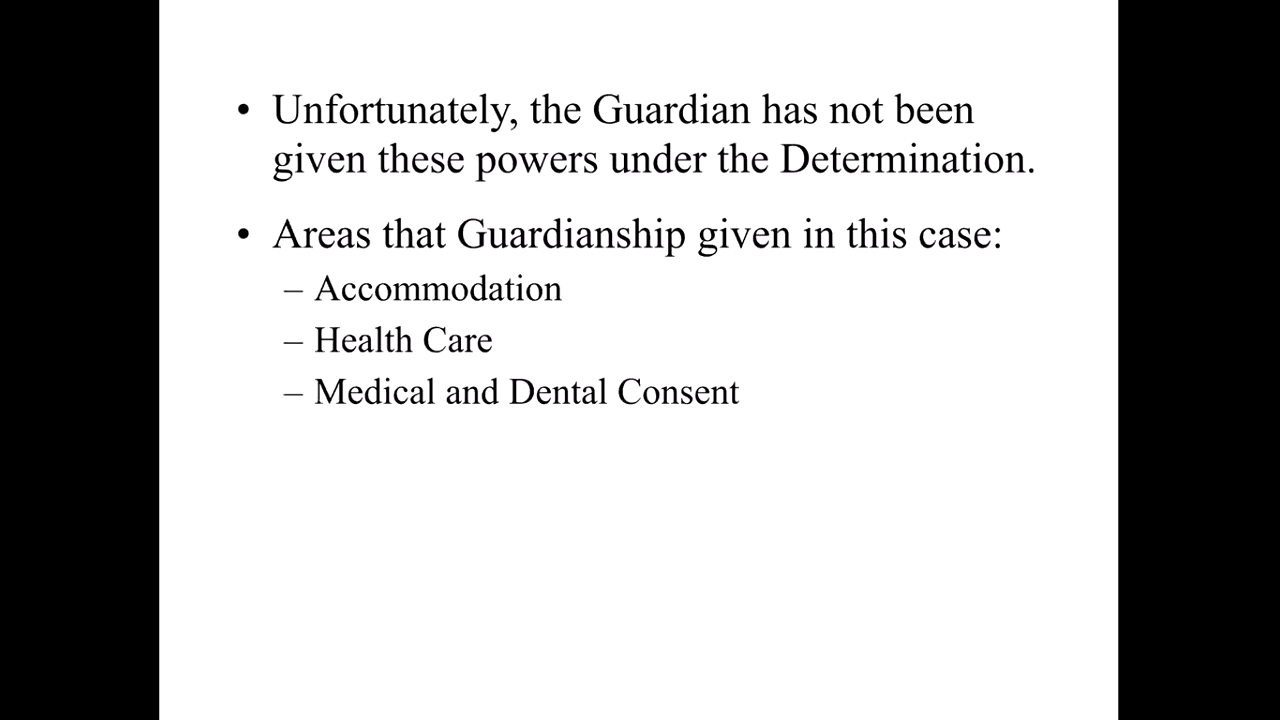 • Unfortunately, the Guardian has not been
given these powers under the Determination.
• Areas that Guardianship given in this case:
– Accommodation
– Health Care
– Medical and Dental Consent